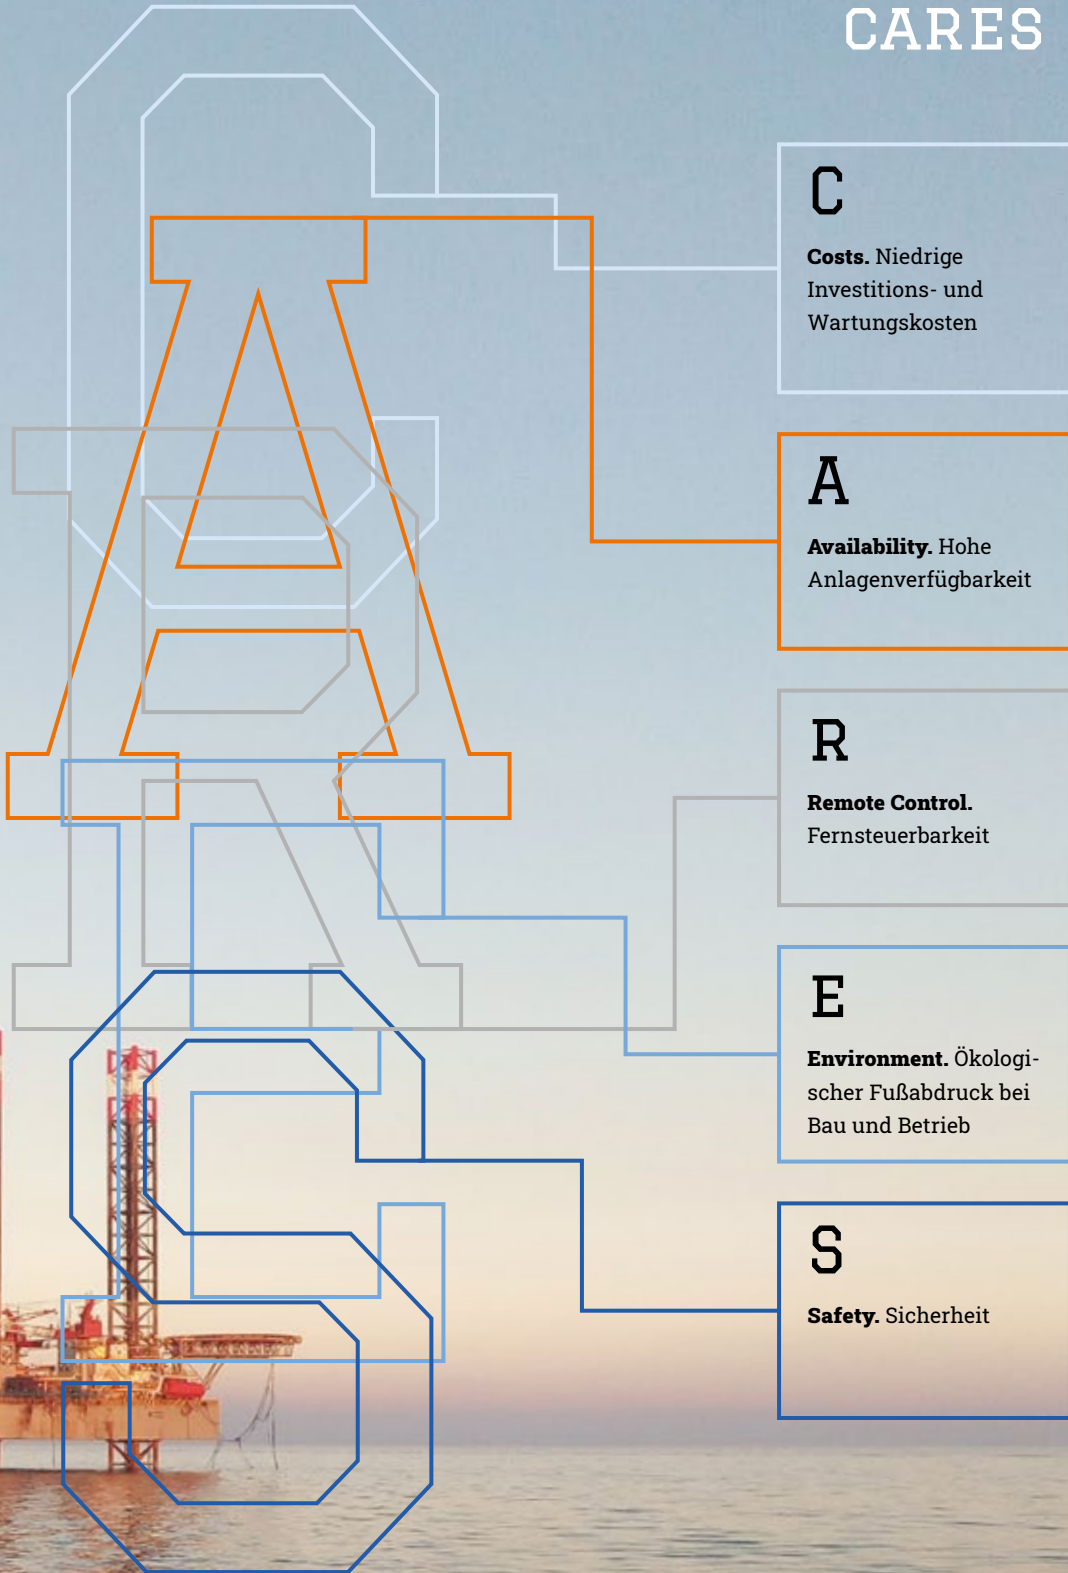 CARES
C
Costs. Niedrige
Investitions- und
Wartungskosten
A
Availability. Hohe
Anlagenverfügbarkeit
R
Remote Control.
Fernsteuerbarkeit
E
Environment. Ökologi-
scher Fußabdruck bei
Bau und Betrieb
S
Safety. Sicherheit